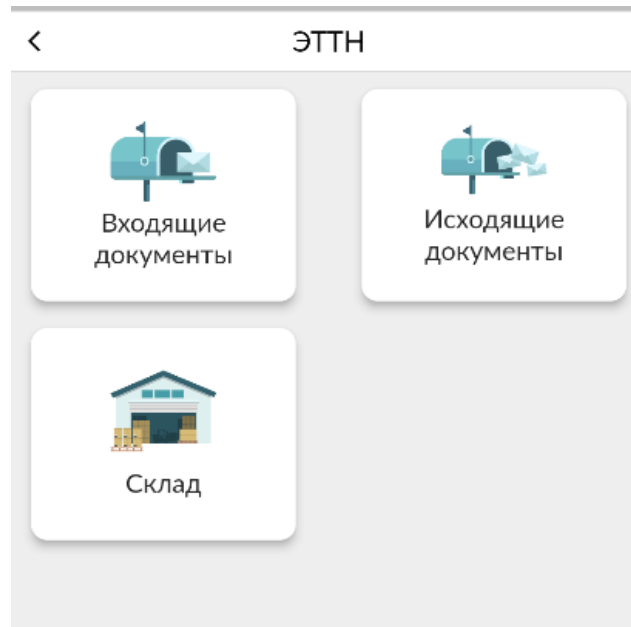 ЭТТН
Входящие
документы
Исходящие
документы
Склад